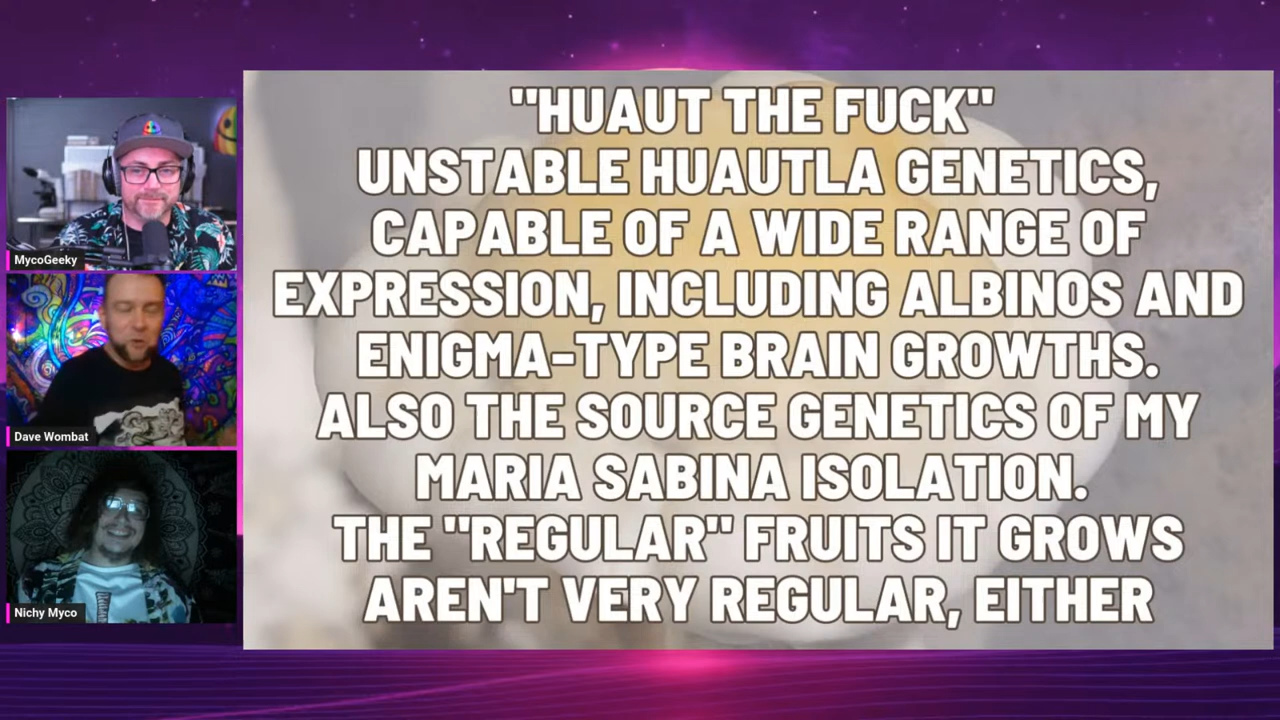 MycoGeeky
Dave Wombat
Nichy Myco
"HUAUT THE FUCK"
UNSTABLE HUAUTLA GENETICS,
CAPABLE OF A WIDE RANGE OF
EXPRESSION, INCLUDING ALBINOS AND
ENIGMA-TYPE BRAIN GROWTHS.
ALSO THE SOURCE GENETICS OF MY
MARIA SABINA ISOLATION.
THE "REGULAR" FRUITS IT GROWS
AREN'T VERY REGULAR, EITHER